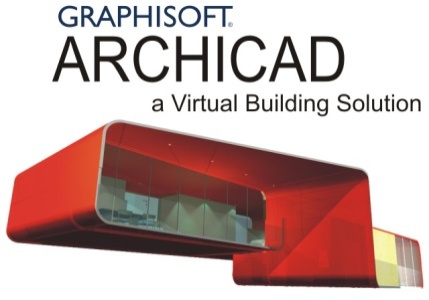 GRAPHISOFT®
ARCHICAD
a Virtual Building Solution